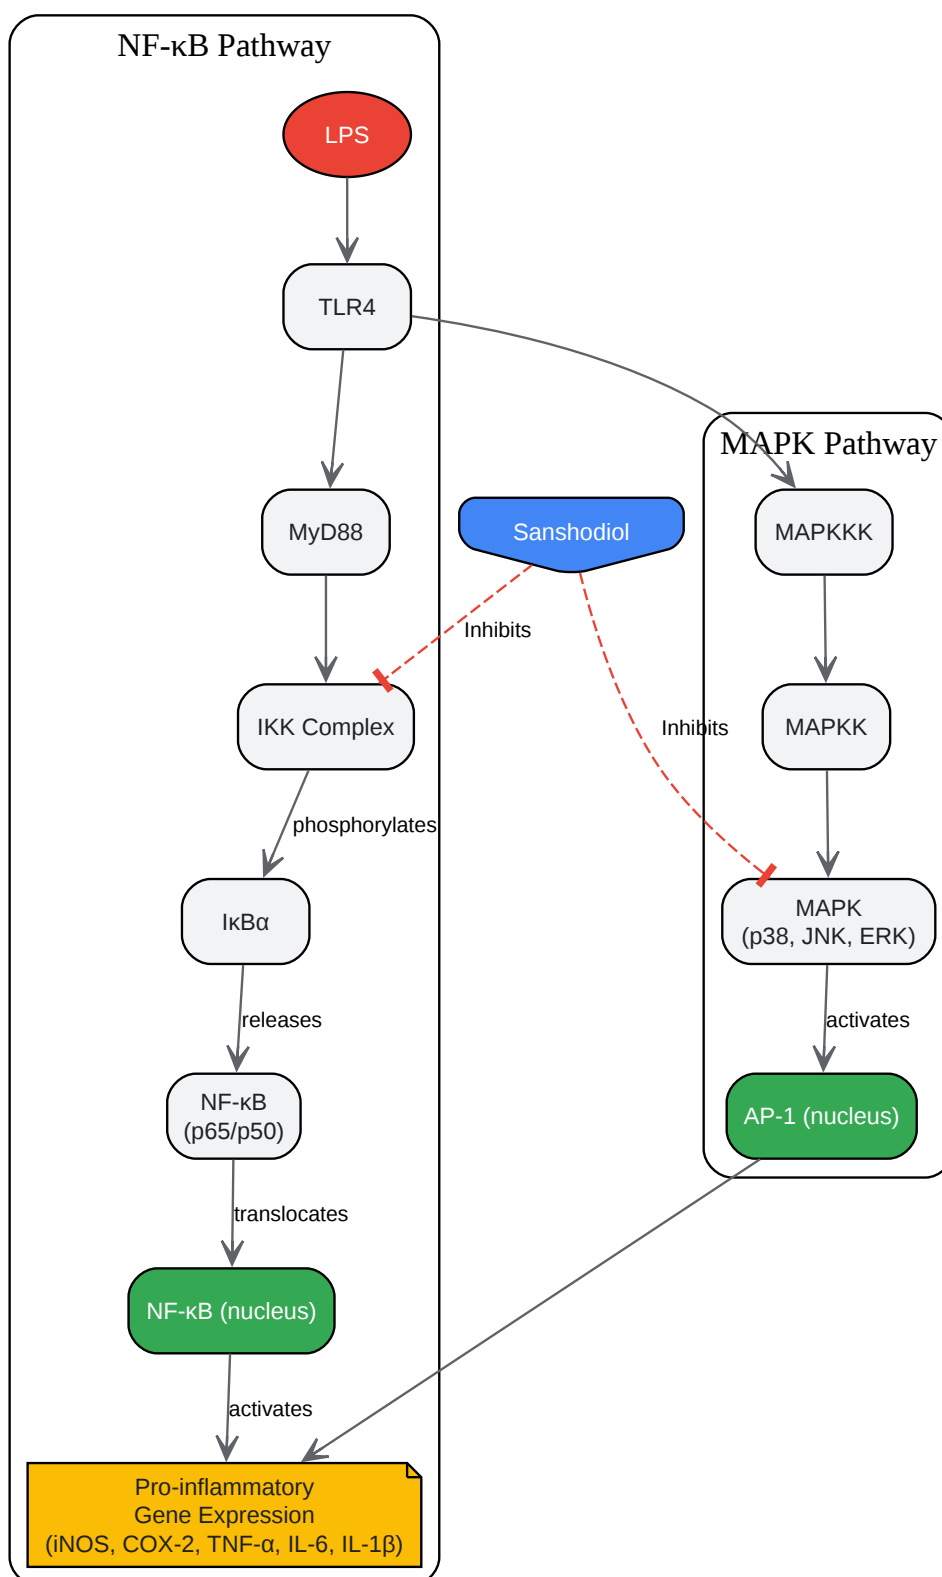 NF-κB Pathway
LPS
TLR4
MAPK Pathway
MyD88
Sanshodiol
MAPKKK
Inhibits
IKK Complex
Inhibits
MAPKK
phosphorylates
IκBα
MAPK
(p38, JNK, ERK)
releases
activates
NF-κB
(p65/p50)
AP-1 (nucleus)
translocates
NF-κB (nucleus)
activates
Pro-inflammatory
Gene Expression
(iNOS, COX-2, TNF-α, IL-6, IL-1β)